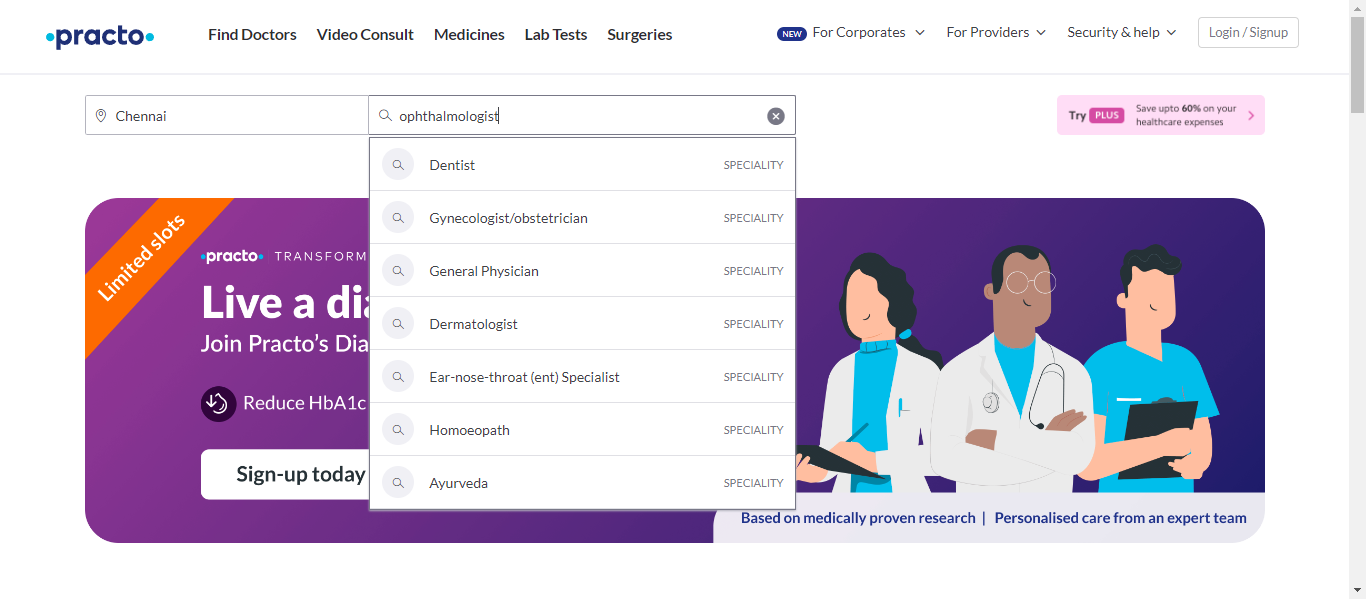 practo
Find Doctors Video Consult Medicines Lab Tests Surgeries
NEW For Corporates For Providers Security & help Login / Signup
Chennai
ophthalmologist
Try PLUS
Save upto 60% on your
healthcare expenses
Dentist SPECIALITY
Gynecologist/obstetrician SPECIALITY
General Physician SPECIALITY
Dermatologist SPECIALITY
Ear-nose-throat (ent) Specialist SPECIALITY
Homoeopath SPECIALITY
Ayurveda SPECIALITY
Limited slots
practo TRANSFORM
Live a dia
Join Practo's Dia
Reduce HbA1c
Sign-up today
Based on medically proven research | Personalised care from an expert team